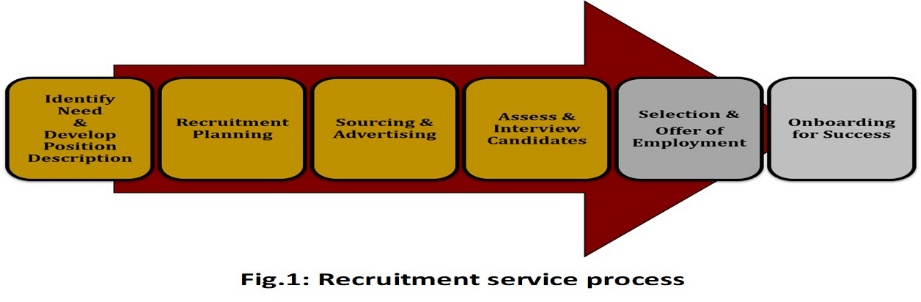 Identify
Need
&
Develop
Position
Description
Recruitment
Planning
Sourcing &
Advertising
Assess &
Interview
Candidates
Selection &
Offer of
Employment
Onboarding
for Success
Fig.1: Recruitment service process